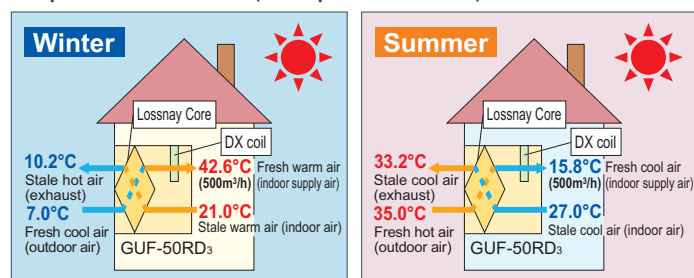 Winter
Lossnay Core
DX coil
10.2°C
Stale hot air
(exhaust)
7.0°C
Fresh cool air
(outdoor air)
42.6°C Fresh warm air
(500m³/h) (indoor supply air)
21.0°C
Stale warm air (indoor air)
GUF-50RD3
Summer
Lossnay Core
DX coil
33.2°C
Stale cool air
(exhaust)
35.0°C
Fresh hot air
(outdoor air)
15.8°C Fresh cool air
(500m³/h) (indoor supply air)
27.0°C
Stale cool air (indoor air)
GUF-50RD3